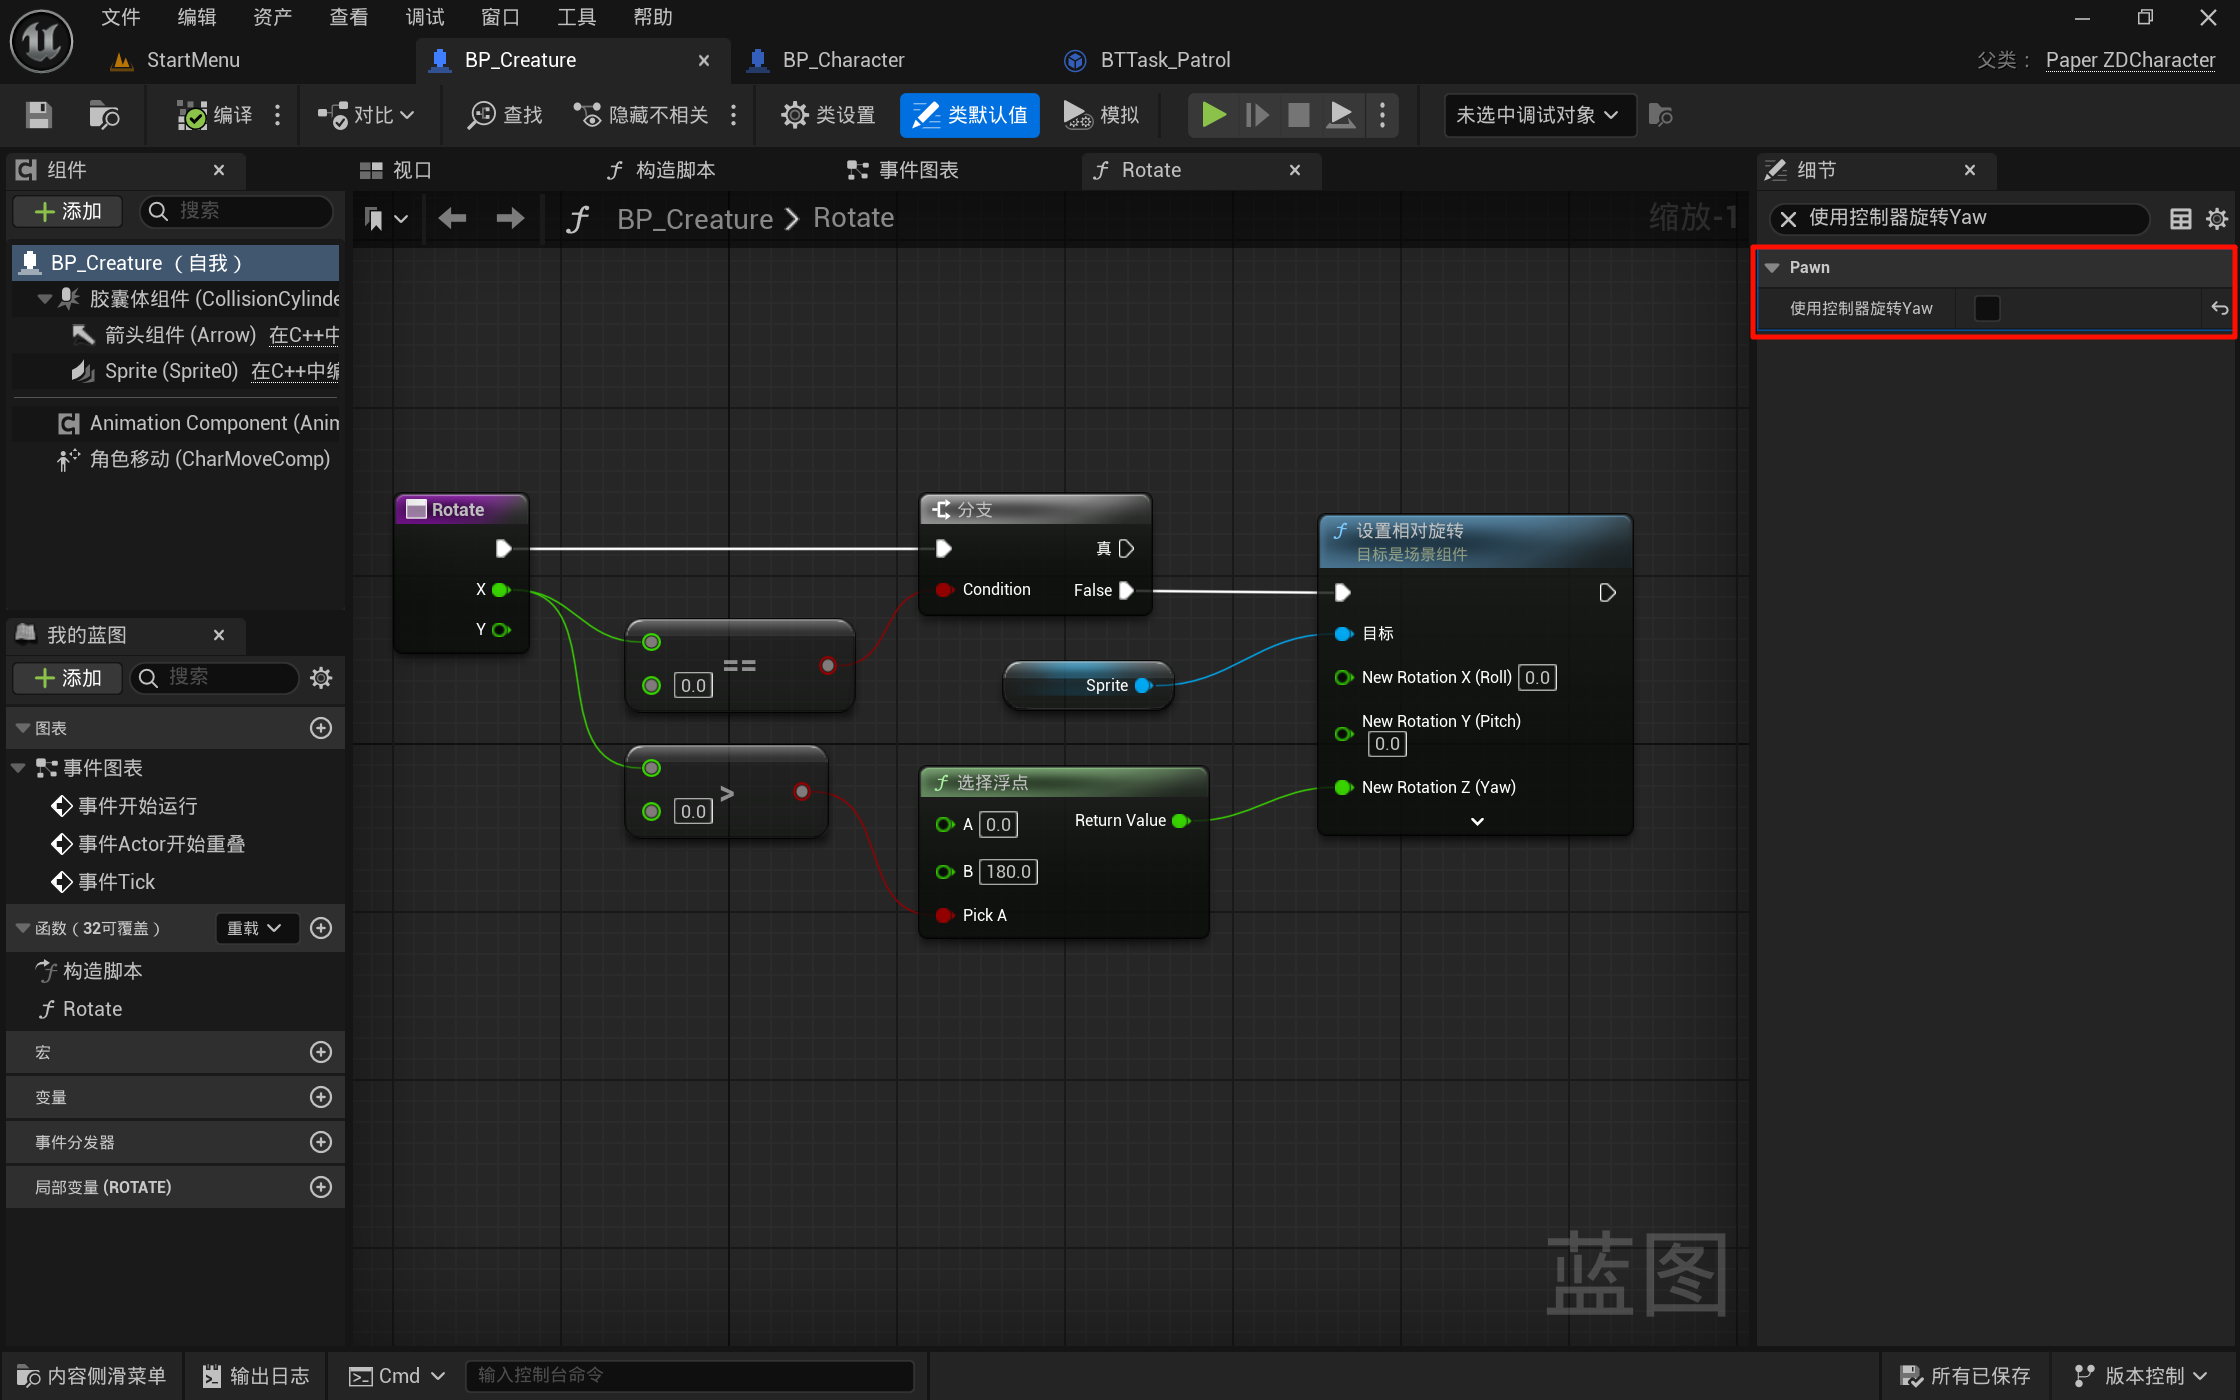 文件 编辑 资产 查看 调试 窗口 工具 帮助
StartMenu BP_Creature BP_Character BTTask_Patrol 父类： Paper ZDCharacter
编译 对比 查找 隐藏不相关 类设置 类默认值 模拟 未选中调试对象
组件 视口 构造脚本 事件图表 Rotate 细节
添加 搜索 BP_Creature Rotate 缩放-1 使用控制器旋转Yaw
BP_Creature （自我）
胶囊体组件 (CollisionCylinde
箭头组件 (Arrow) 在C++中
Sprite (Sprite0) 在C++中编
Animation Component (Anim
角色移动 (CharMoveComp)
Pawn
使用控制器旋转Yaw
Rotate
X
Y
分支
真
Condition False
==
0.0
>
0.0
Sprite
选择浮点
A 0.0 Return Value
B 180.0
Pick A
设置相对旋转
目标是场景组件
目标
New Rotation X (Roll) 0.0
New Rotation Y (Pitch)
0.0
New Rotation Z (Yaw)
我的蓝图
添加 搜索
图表
事件图表
事件开始运行
事件Actor开始重叠
事件Tick
函数（32可覆盖） 重载
构造脚本
Rotate
宏
变量
事件分发器
局部变量 (ROTATE)
蓝图
内容侧滑菜单 输出日志 Cmd 输入控制台命令 所有已保存 版本控制